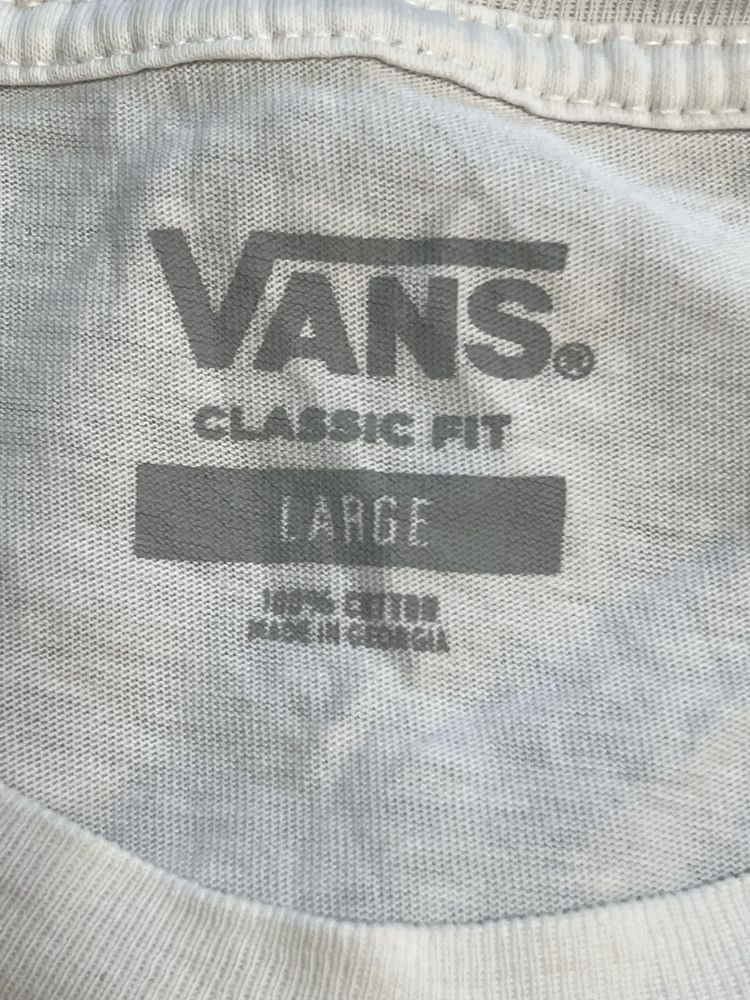 VANS®
CLASSIC FIT
LARGE
100% COTTON
MADE IN GEORGIA